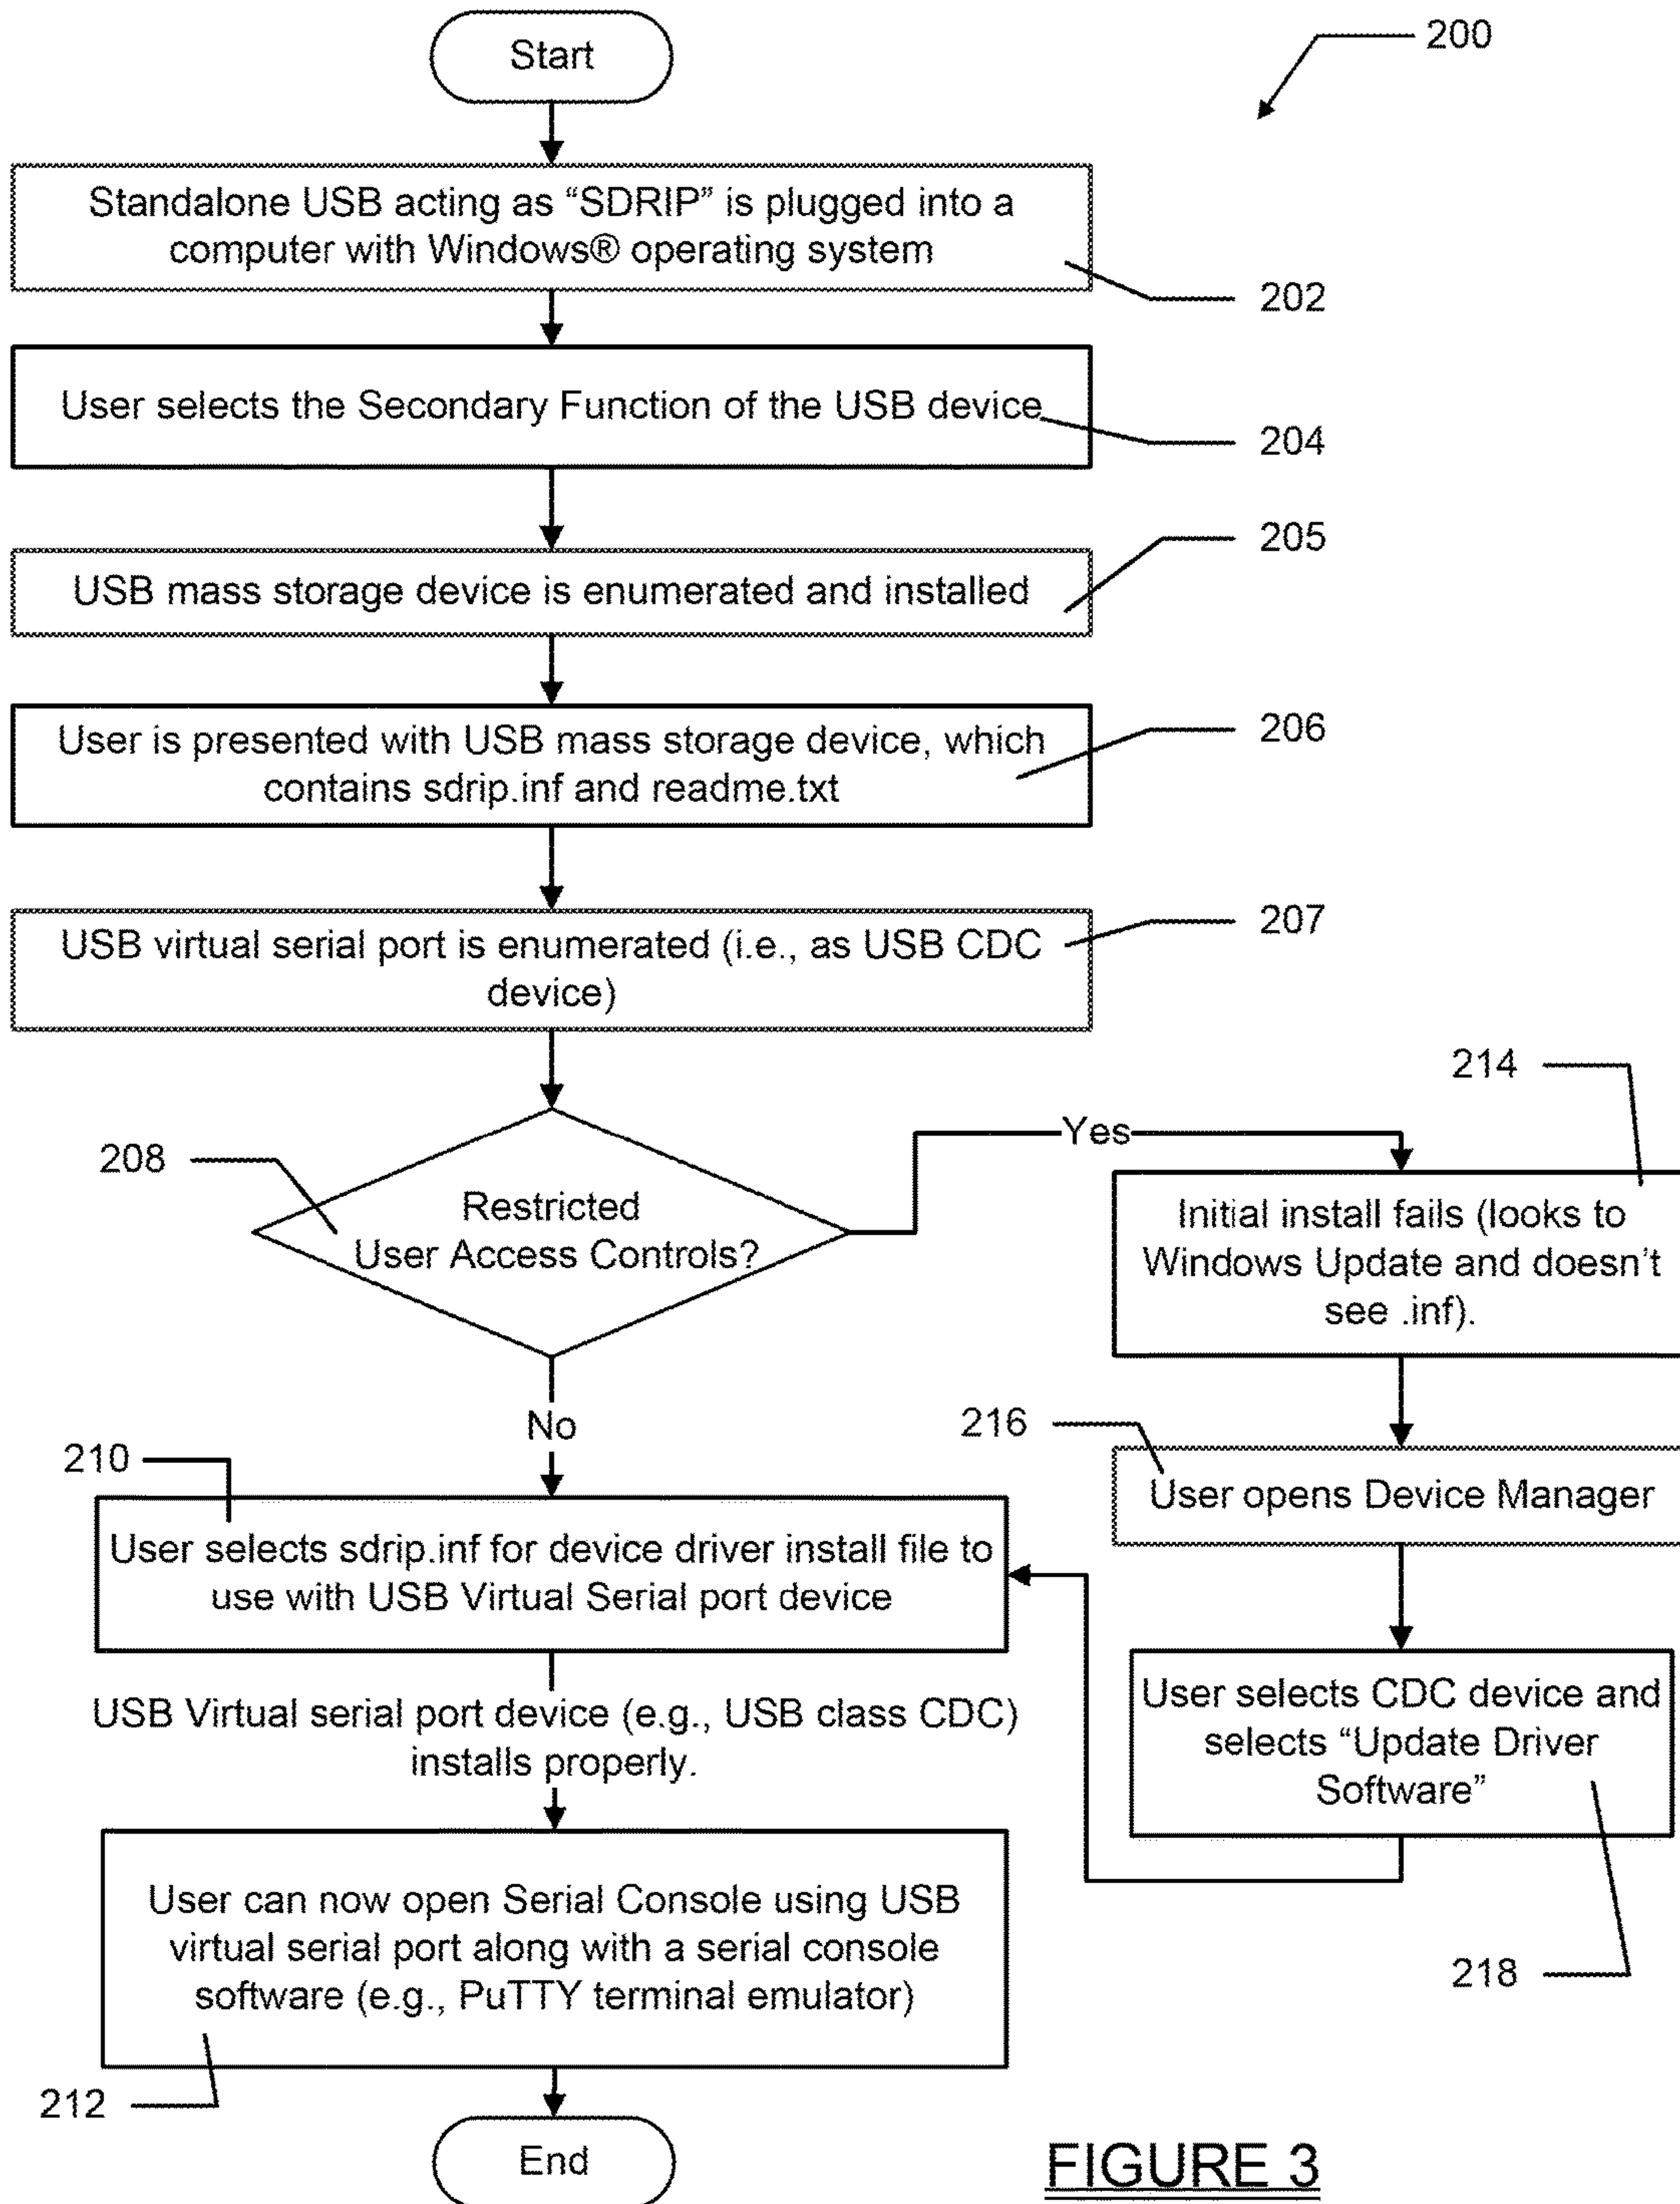 Start
200
Standalone USB acting as “SDRIP” is plugged into a
computer with Windows® operating system
202
User selects the Secondary Function of the USB device
204
USB mass storage device is enumerated and installed
205
User is presented with USB mass storage device, which
contains sdrip.inf and readme.txt
206
USB virtual serial port is enumerated (i.e., as USB CDC
device)
207
208
Restricted
User Access Controls?
Yes
214
Initial install fails (looks to
Windows Update and doesn’t
see .inf).
No
216
User opens Device Manager
210
User selects sdrip.inf for device driver install file to
use with USB Virtual Serial port device
User selects CDC device and
selects “Update Driver
Software”
218
USB Virtual serial port device (e.g., USB class CDC)
installs properly.
User can now open Serial Console using USB
virtual serial port along with a serial console
software (e.g., PuTTY terminal emulator)
212
End
FIGURE 3